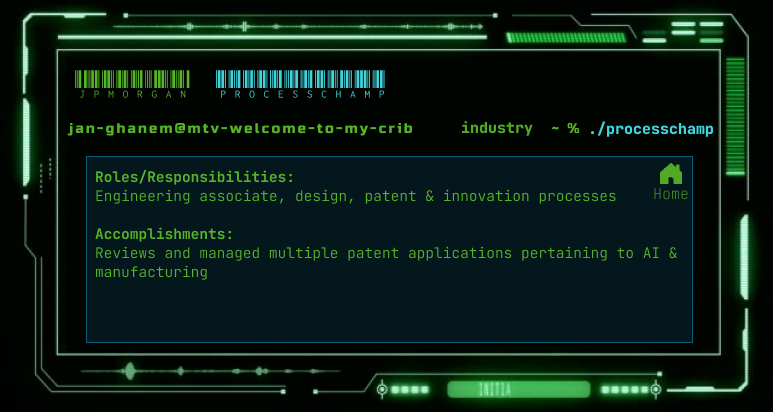 JPMORGAN PROCESSCHAMP
jan-ghanem@mtv-welcome-to-my-crib industry ~ % ./processchamp
Roles/Responsibilities:
Home
Engineering associate, design, patent & innovation processes
Accomplishments:
Reviews and managed multiple patent applications pertaining to AI &
manufacturing
INITIA